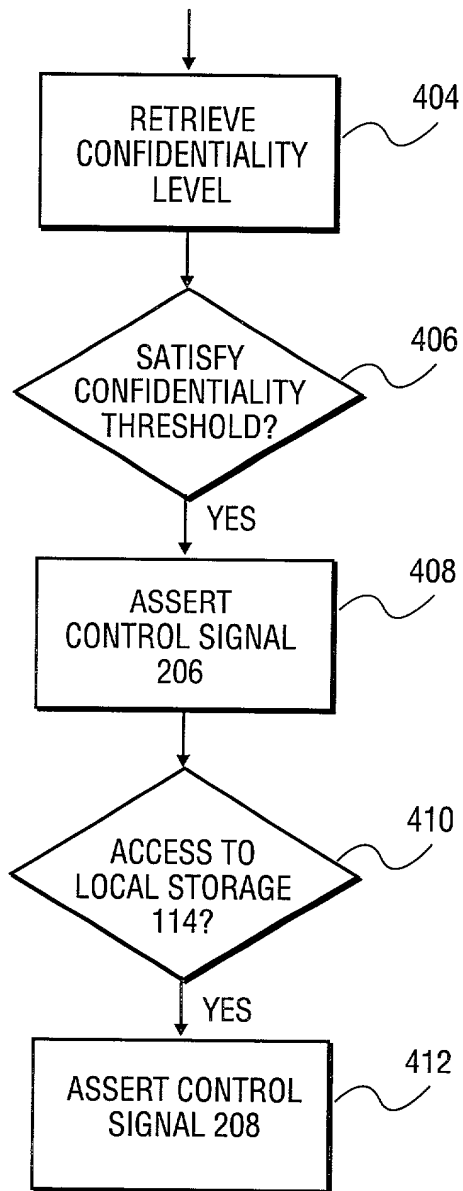 RETRIEVE
CONFIDENTIALITY
LEVEL
404
SATISFY
CONFIDENTIALITY
THRESHOLD?
406
YES
ASSERT
CONTROL SIGNAL
206
408
ACCESS TO
LOCAL STORAGE
114?
410
YES
ASSERT CONTROL
SIGNAL 208
412